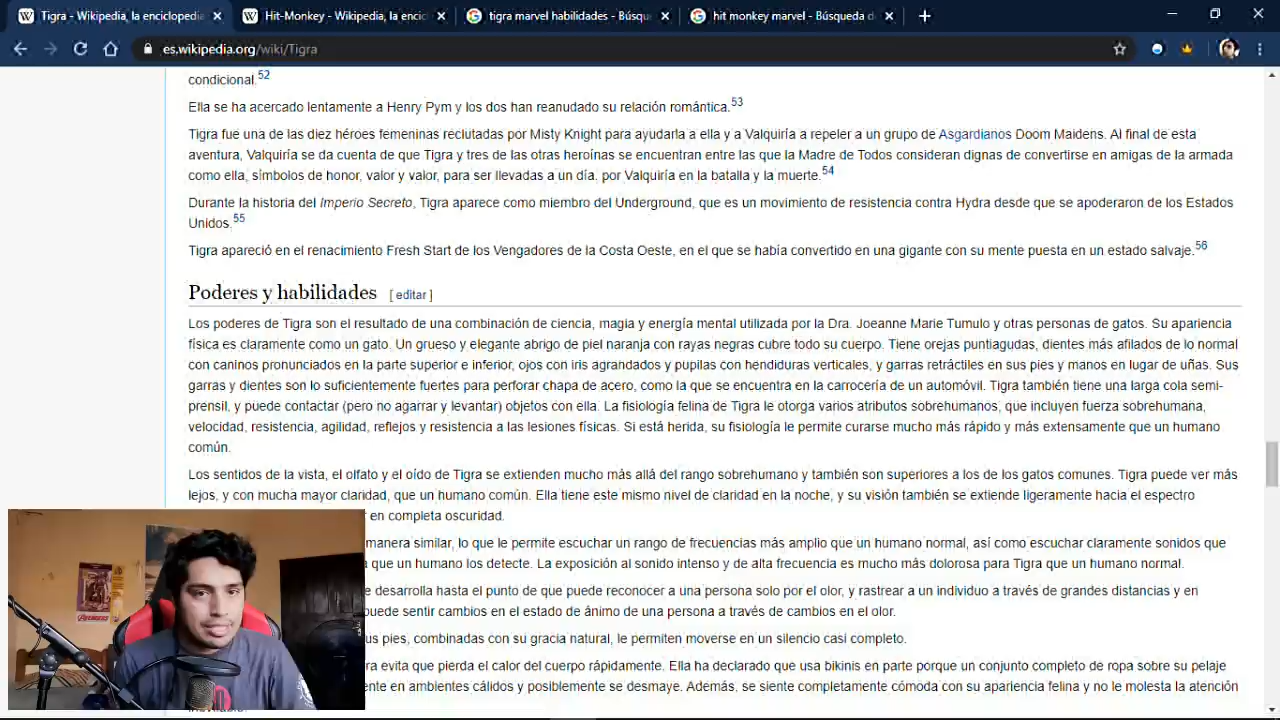 Tigra - Wikipedia, la enciclopedia
Hit-Monkey - Wikipedia, la encic
tigra marvel habilidades - Búsqu
hit monkey marvel - Búsqueda d
es.wikipedia.org/wiki/Tigra
condicional.52
Ella se ha acercado lentamente a Henry Pym y los dos han reanudado su relación romántica.53
Tigra fue una de las diez héroes femeninas reclutadas por Misty Knight para ayudarla a ella y a Valquiría a repeler a un grupo de Asgardianos Doom Maidens. Al final de esta
aventura, Valquiría se da cuenta de que Tigra y tres de las otras heroínas se encuentran entre las que la Madre de Todos consideran dignas de convertirse en amigas de la armada
como ella, símbolos de honor, valor y valor, para ser llevadas a un día. por Valquiría en la batalla y la muerte.54
Durante la historia del Imperio Secreto, Tigra aparece como miembro del Underground, que es un movimiento de resistencia contra Hydra desde que se apoderaron de los Estados
Unidos.55
Tigra apareció en el renacimiento Fresh Start de los Vengadores de la Costa Oeste, en el que se había convertido en una gigante con su mente puesta en un estado salvaje.56
Poderes y habilidades [ editar ]
Los poderes de Tigra son el resultado de una combinación de ciencia, magia y energía mental utilizada por la Dra. Joeanne Marie Tumulo y otras personas de gatos. Su apariencia
física es claramente como un gato. Un grueso y elegante abrigo de piel naranja con rayas negras cubre todo su cuerpo. Tiene orejas puntiagudas, dientes más afilados de lo normal
con caninos pronunciados en la parte superior e inferior, ojos con iris agrandados y pupilas con hendiduras verticales, y garras retráctiles en sus pies y manos en lugar de uñas. Sus
garras y dientes son lo suficientemente fuertes para perforar chapa de acero, como la que se encuentra en la carrocería de un automóvil. Tigra también tiene una larga cola semi-
prensil, y puede contactar (pero no agarrar y levantar) objetos con ella. La fisiología felina de Tigra le otorga varios atributos sobrehumanos, que incluyen fuerza sobrehumana,
velocidad, resistencia, agilidad, reflejos y resistencia a las lesiones físicas. Si está herida, su fisiología le permite curarse mucho más rápido y más extensamente que un humano
común.
Los sentidos de la vista, el olfato y el oído de Tigra se extienden mucho más allá del rango sobrehumano y también son superiores a los de los gatos comunes. Tigra puede ver más
lejos, y con mucha mayor claridad, que un humano común. Ella tiene este mismo nivel de claridad en la noche, y su visión también se extiende ligeramente hacia el espectro
en completa oscuridad.
manera similar, lo que le permite escuchar un rango de frecuencias más amplio que un humano normal, así como escuchar claramente sonidos que
que un humano los detecte. La exposición al sonido intenso y de alta frecuencia es mucho más dolorosa para Tigra que un humano normal.
desarrolla hasta el punto de que puede reconocer a una persona solo por el olor, y rastrear a un individuo a través de grandes distancias y en
puede sentir cambios en el estado de ánimo de una persona a través de cambios en el olor.
us pies, combinadas con su gracia natural, le permiten moverse en un silencio casi completo.
ra evita que pierda el calor del cuerpo rápidamente. Ella ha declarado que usa bikinis en parte porque un conjunto completo de ropa sobre su pelaje
ente en ambientes cálidos y posiblemente se desmaye. Además, se siente completamente cómoda con su apariencia felina y no le molesta la atención